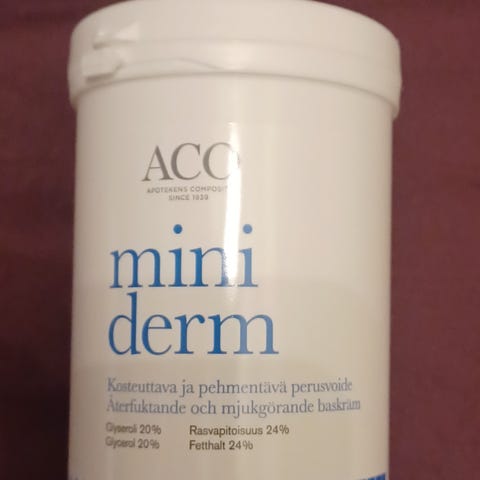 ACO
APOTEKENS COMPOSIT
SINCE 1939
mini
derm
Kosteuttava ja pehmentävä perusvoide
Återfuktande och mjukgörande baskräm
Glyseroli 20% Rasvapitoisuus 24%
Glycerol 20% Fetthalt 24%